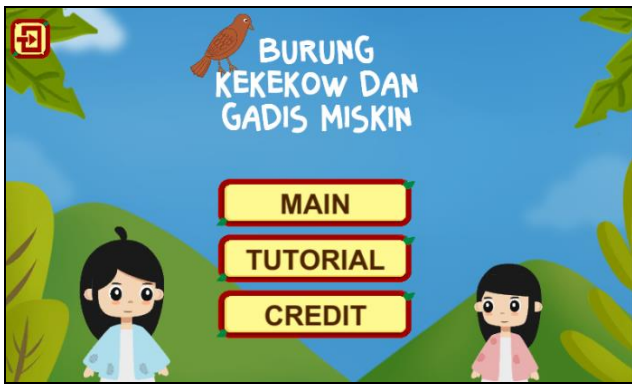 BURUNG
KEKEKOW DAN
GADIS MISKIN
MAIN
TUTORIAL
CREDIT